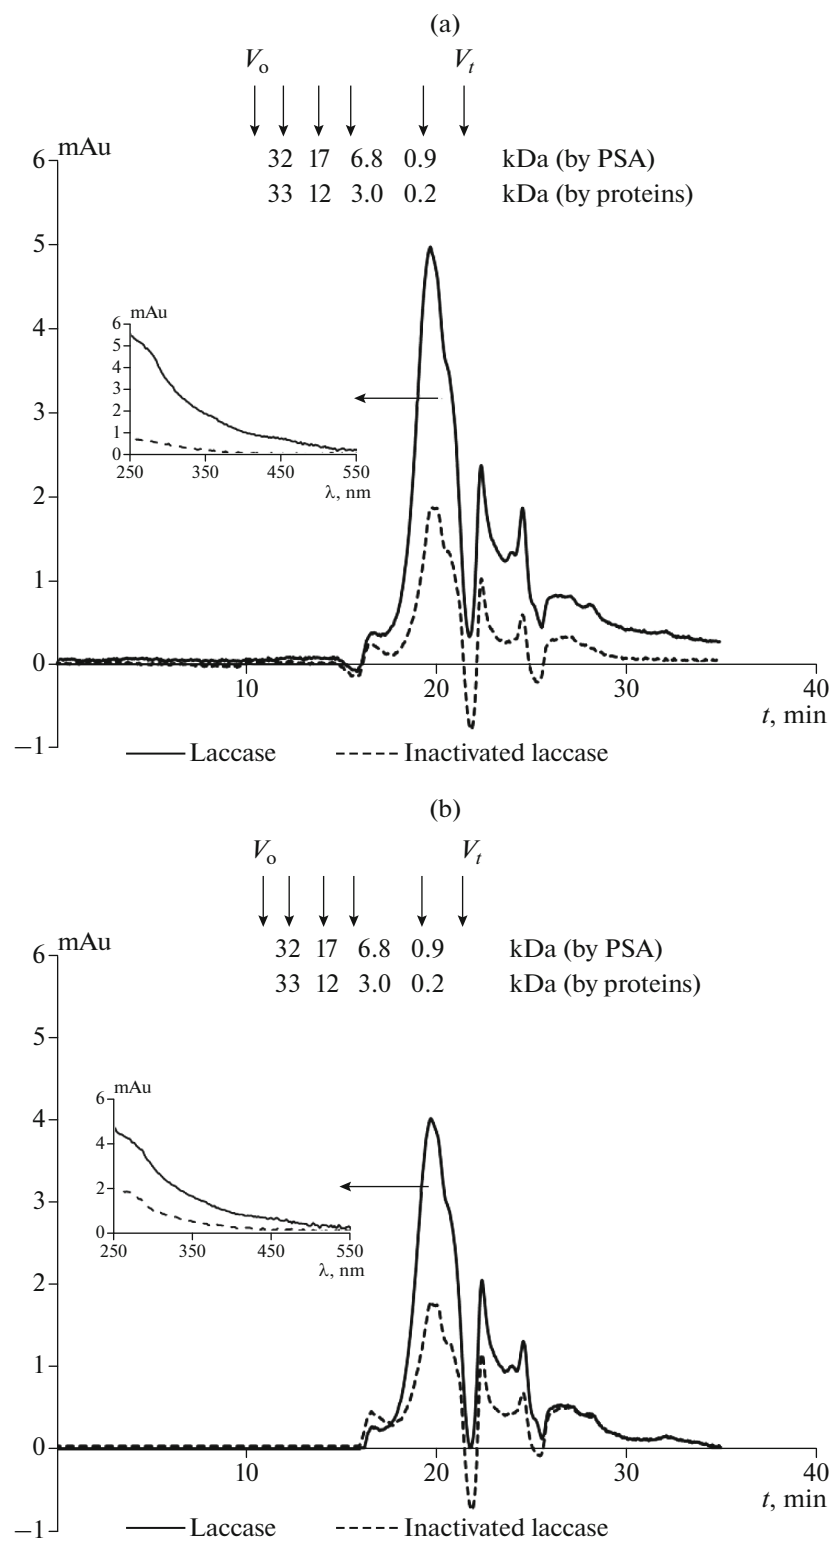 (a)
Vo Vt
mAu
32 17 6.8 0.9 kDa (by PSA)
33 12 3.0 0.2 kDa (by proteins)
6
5
4
3
2
1
0
−1
mAu
6
5
4
3
2
1
0
250 350 450 550
λ, nm
10 20 30 40
t, min
Laccase Inactivated laccase
(b)
Vo Vt
mAu
32 17 6.8 0.9 kDa (by PSA)
33 12 3.0 0.2 kDa (by proteins)
6
5
4
3
2
1
0
−1
mAu
6
4
2
0
250 350 450 550
λ, nm
10 20 30 40
t, min
Laccase Inactivated laccase